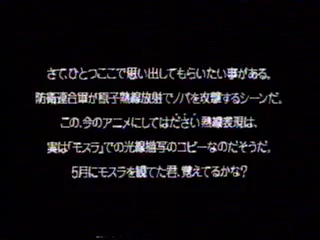 さて、ひとつここで思い出してもらいたい事がある。
防衛連合軍が原子熱線放射でソバを攻撃するシーンだ。
この、今のアニメにしてはださい熱線表現は、
実は「モスラ」での光線描写のコピーなのだそうだ。
5月にモスラを観てた君、覚えてるかな?